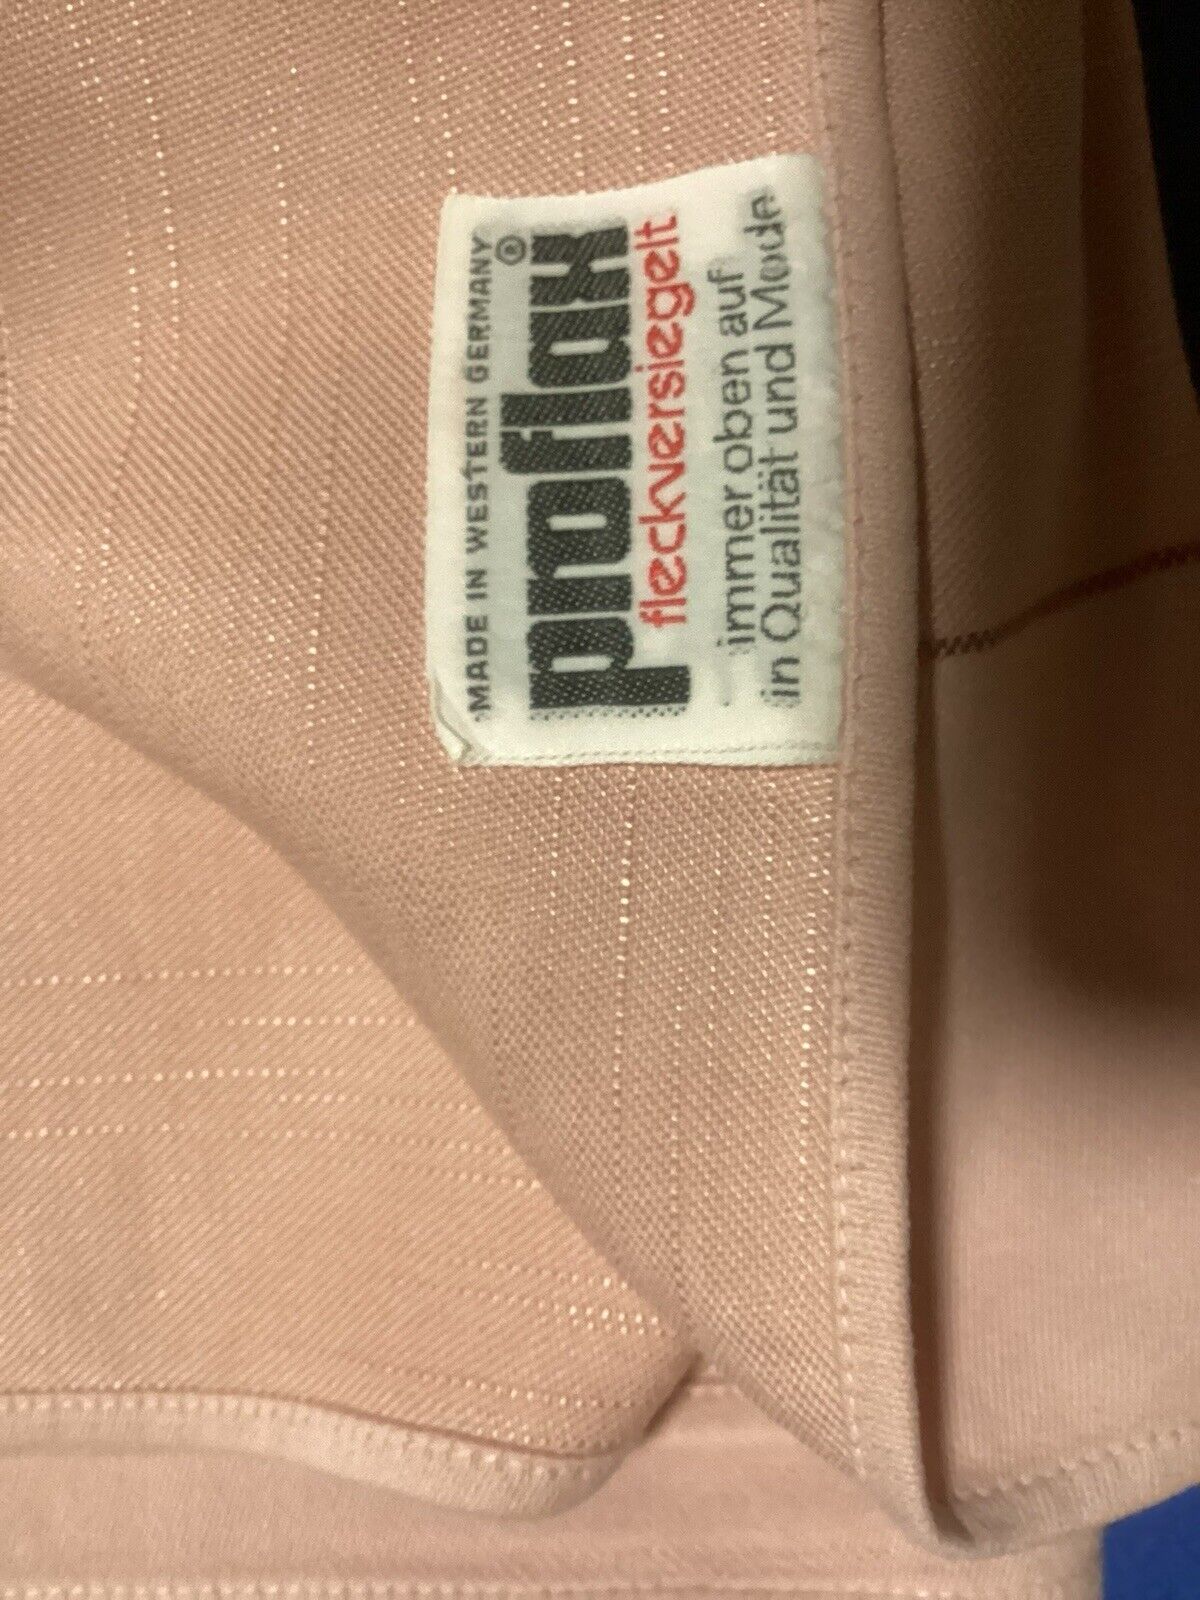 MADE IN WESTERN GERMANY
proflax ®
fleckversiegelt
immer oben auf
in Qualität und Mode